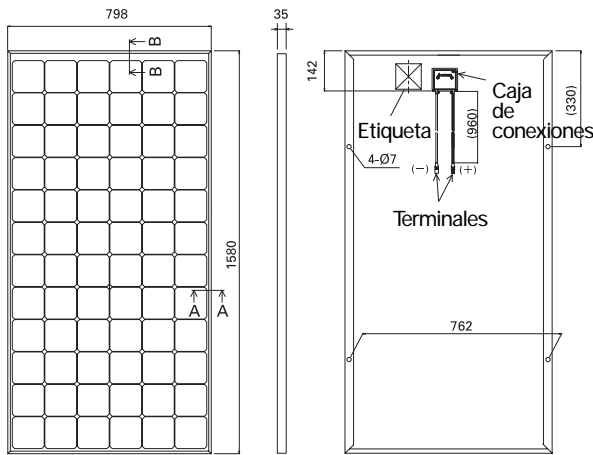 798
35
B
B
142
(330)
Caja
de
conexiones
Etiqueta
(960)
4-Ø7
(−)
(+)
Terminales
1580
A
A
762